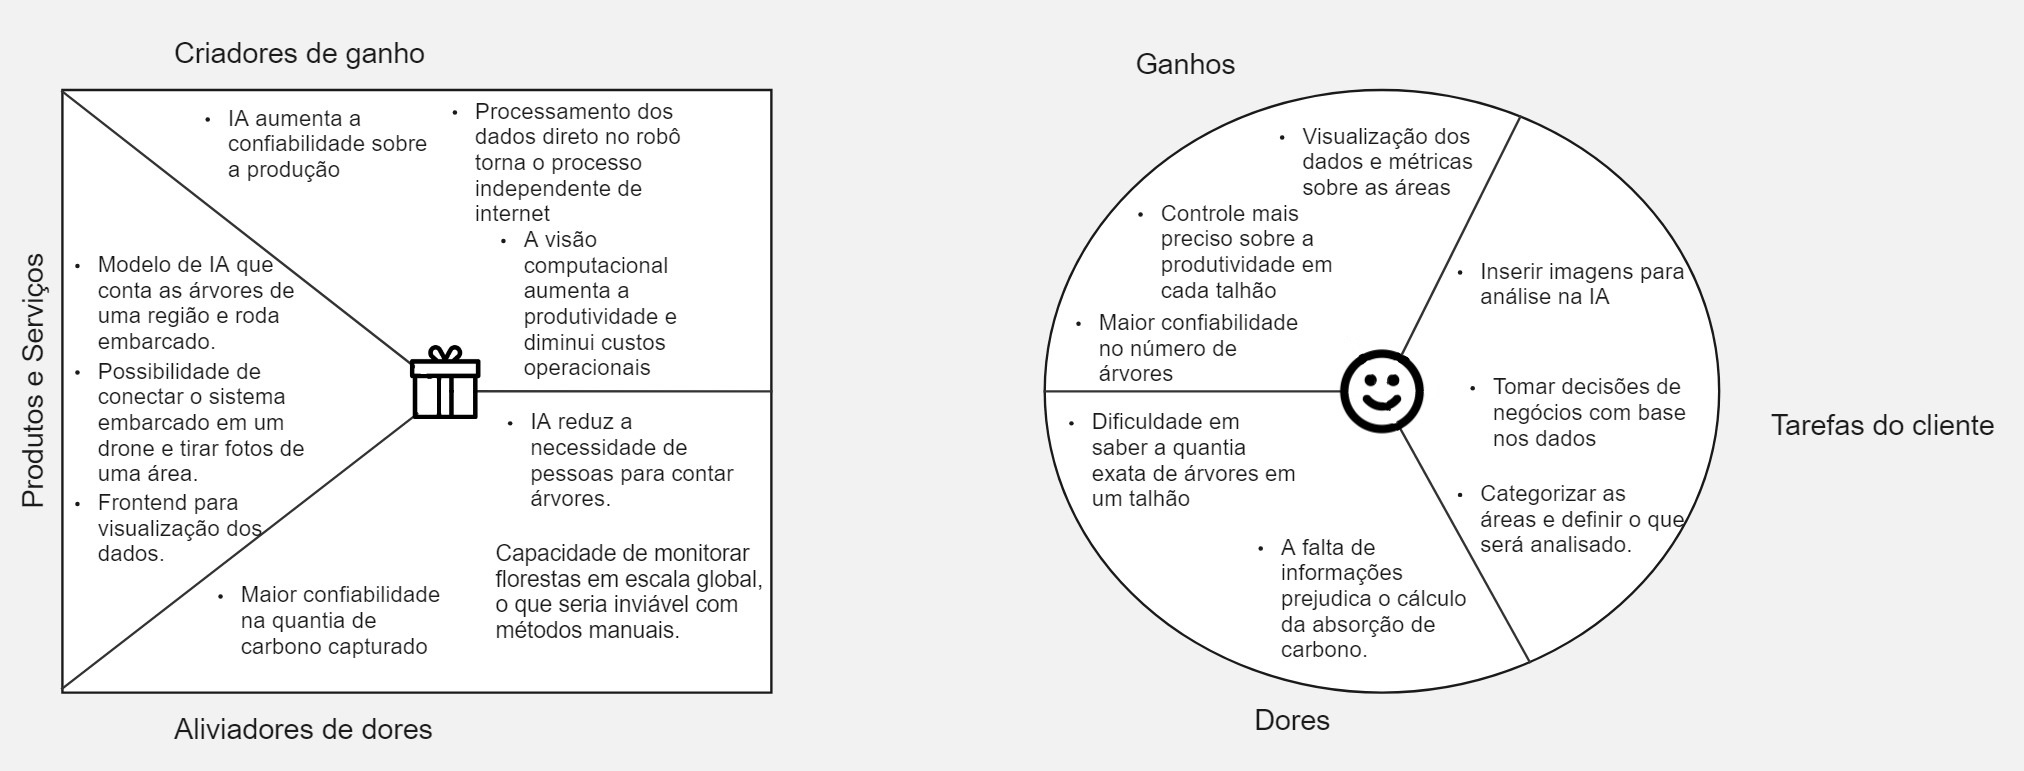 Criadores de ganho
• IA aumenta a
confiabilidade sobre
a produção
• Processamento dos
dados direto no robô
torna o processo
independente de
internet
• A visão
computacional
aumenta a
produtividade e
diminui custos
operacionais
Produtos e Serviços
• Modelo de IA que
conta as árvores de
uma região e roda
embarcado.
• Possibilidade de
conectar o sistema
embarcado em um
drone e tirar fotos de
uma área.
• Frontend para
visualização dos
dados.
• IA reduz a
necessidade de
pessoas para contar
árvores.
Capacidade de monitorar
florestas em escala global,
o que seria inviável com
métodos manuais.
• Maior confiabilidade
na quantia de
carbono capturado
Aliviadores de dores
Ganhos
• Visualização dos
dados e métricas
sobre as áreas
• Controle mais
preciso sobre a
produtividade em
cada talhão
• Maior confiabilidade
no número de
árvores
• Inserir imagens para
análise na IA
• Tomar decisões de
negócios com base
nos dados
• Categorizar as
áreas e definir o que
será analisado.
Tarefas do cliente
• Dificuldade em
saber a quantia
exata de árvores em
um talhão
• A falta de
informações
prejudica o cálculo
da absorção de
carbono.
Dores